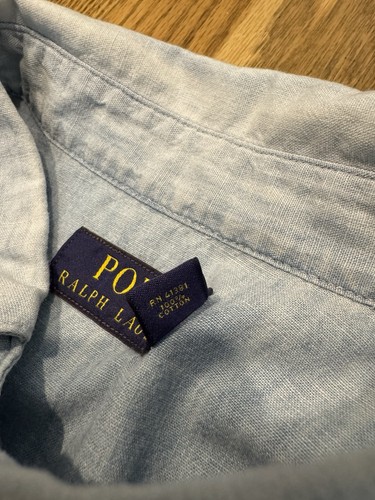 PO
RALPH LAU
RN 41381
100%
COTTON